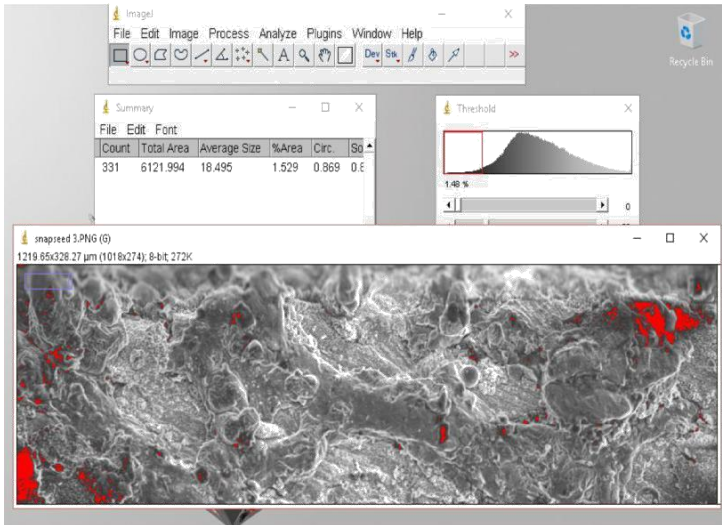 ImageJ
File Edit Image Process Analyze Plugins Window Help
A Dev Stk >>
Recycle Bin
Summary
File Edit Font
Count Total Area Average Size %Area Circ.
331 6121.994 18.495 1.529 0.869
Threshold
1.48 %
0
snapseed 3.PNG (G)
1219.65x328.27 µm (1018x274); 8-bit; 272K